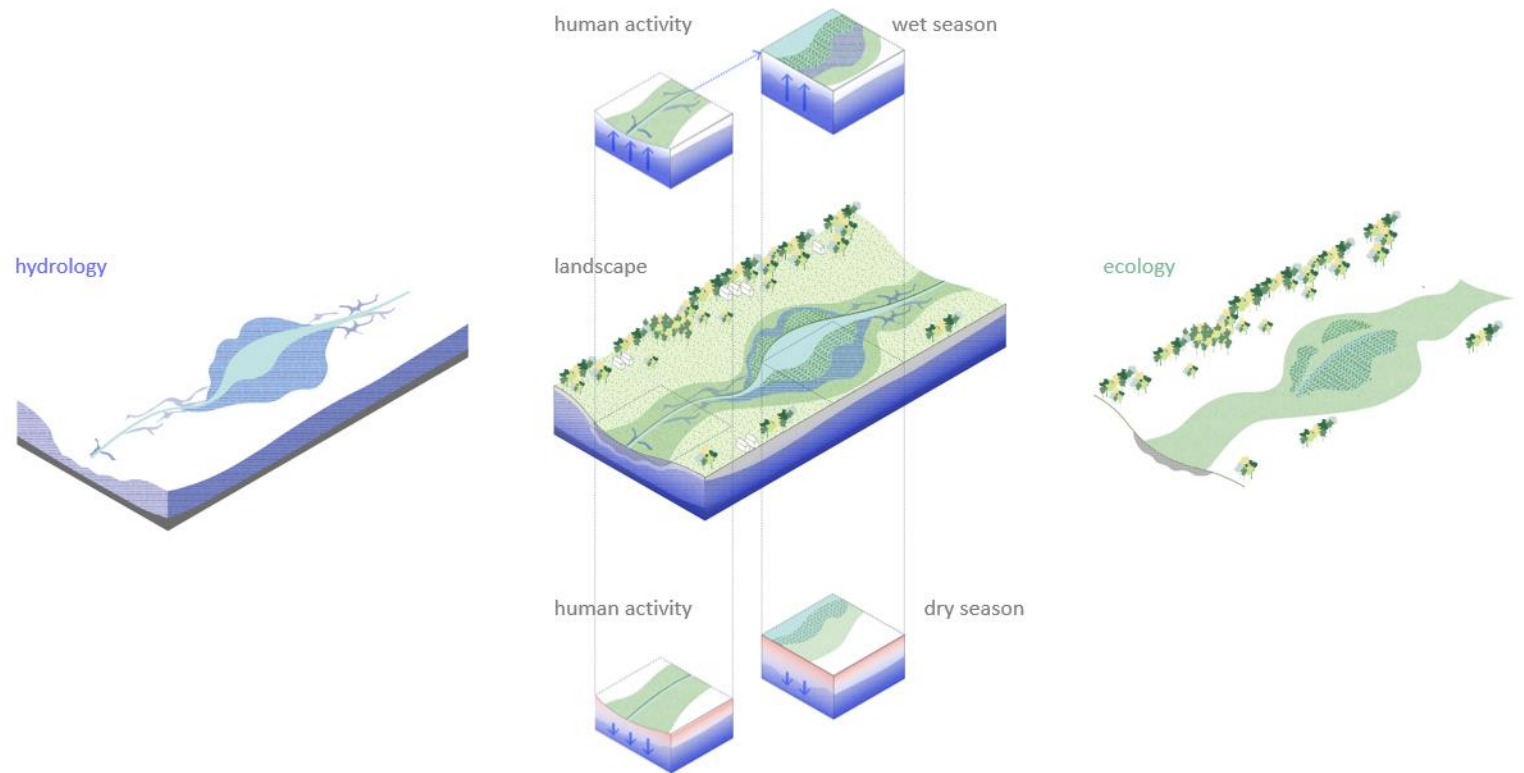 human activity
wet season
hydrology
landscape
ecology
human activity
dry season